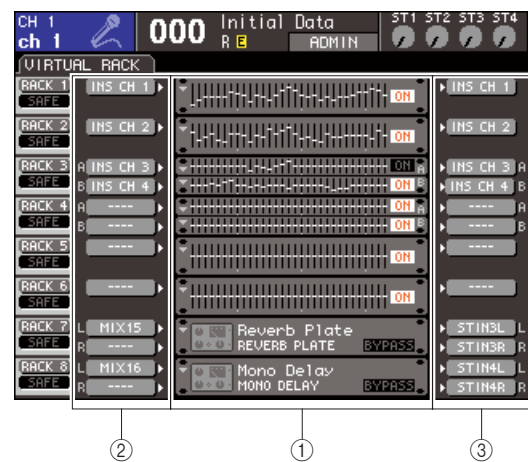 CH 1 000 Initial Data ST1 ST2 ST3 ST4
ch 1 R E ADMIN
VIRTUAL RACK
RACK 1 INS CH 1 ON INS CH 1
SAFE
RACK 2 INS CH 2 ON INS CH 2
SAFE
RACK 3 A INS CH 3 ON A INS CH 3 A
SAFE B INS CH 4 ON B INS CH 4 B
RACK 4 A ---- ON A ---- A
SAFE B ---- ON B ---- B
RACK 5 ---- ON ----
SAFE
RACK 6 ---- ON ----
SAFE
RACK 7 L MIX15 Reverb Plate STIN3L L
SAFE R ---- REVERB PLATE BYPASS STIN3R R
RACK 8 L MIX16 Mono Delay STIN4L L
SAFE R ---- MONO DELAY BYPASS STIN4R R
② ① ③